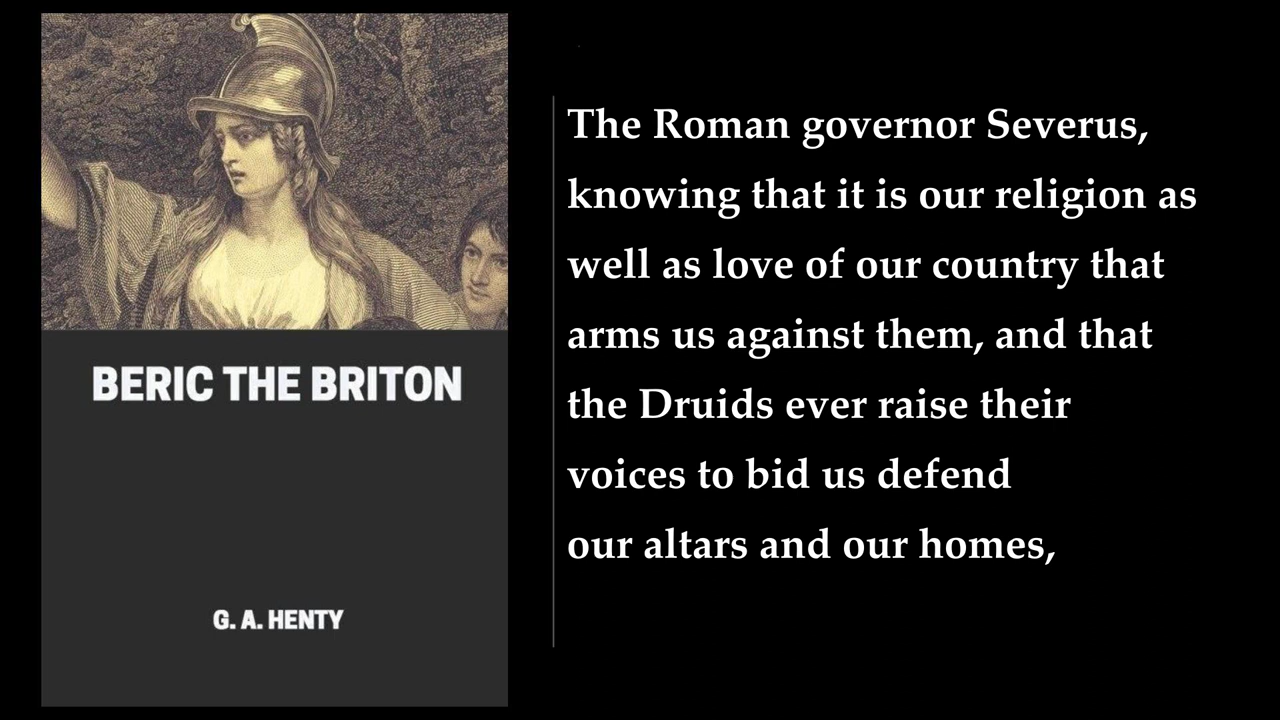 BERIC THE BRITON
G. A. HENTY
The Roman governor Severus,
knowing that it is our religion as
well as love of our country that
arms us against them, and that
the Druids ever raise their
voices to bid us defend
our altars and our homes,